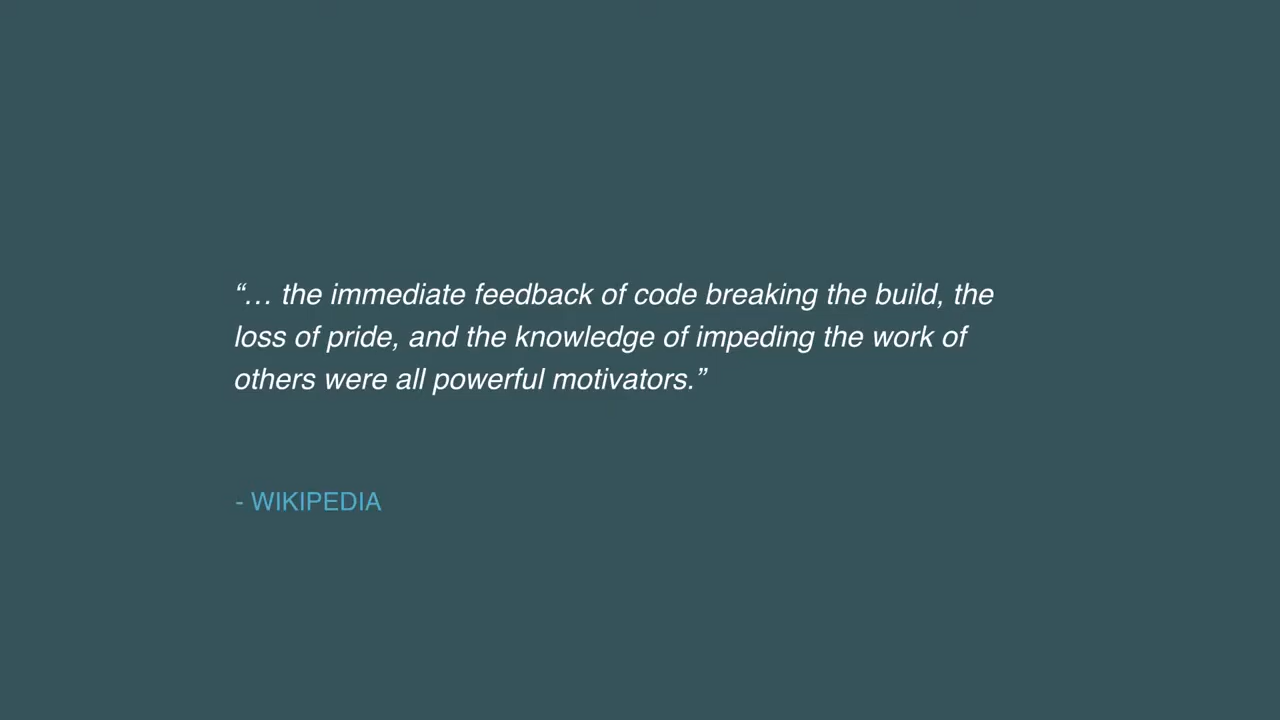 “… the immediate feedback of code breaking the build, the
loss of pride, and the knowledge of impeding the work of
others were all powerful motivators.”
- WIKIPEDIA